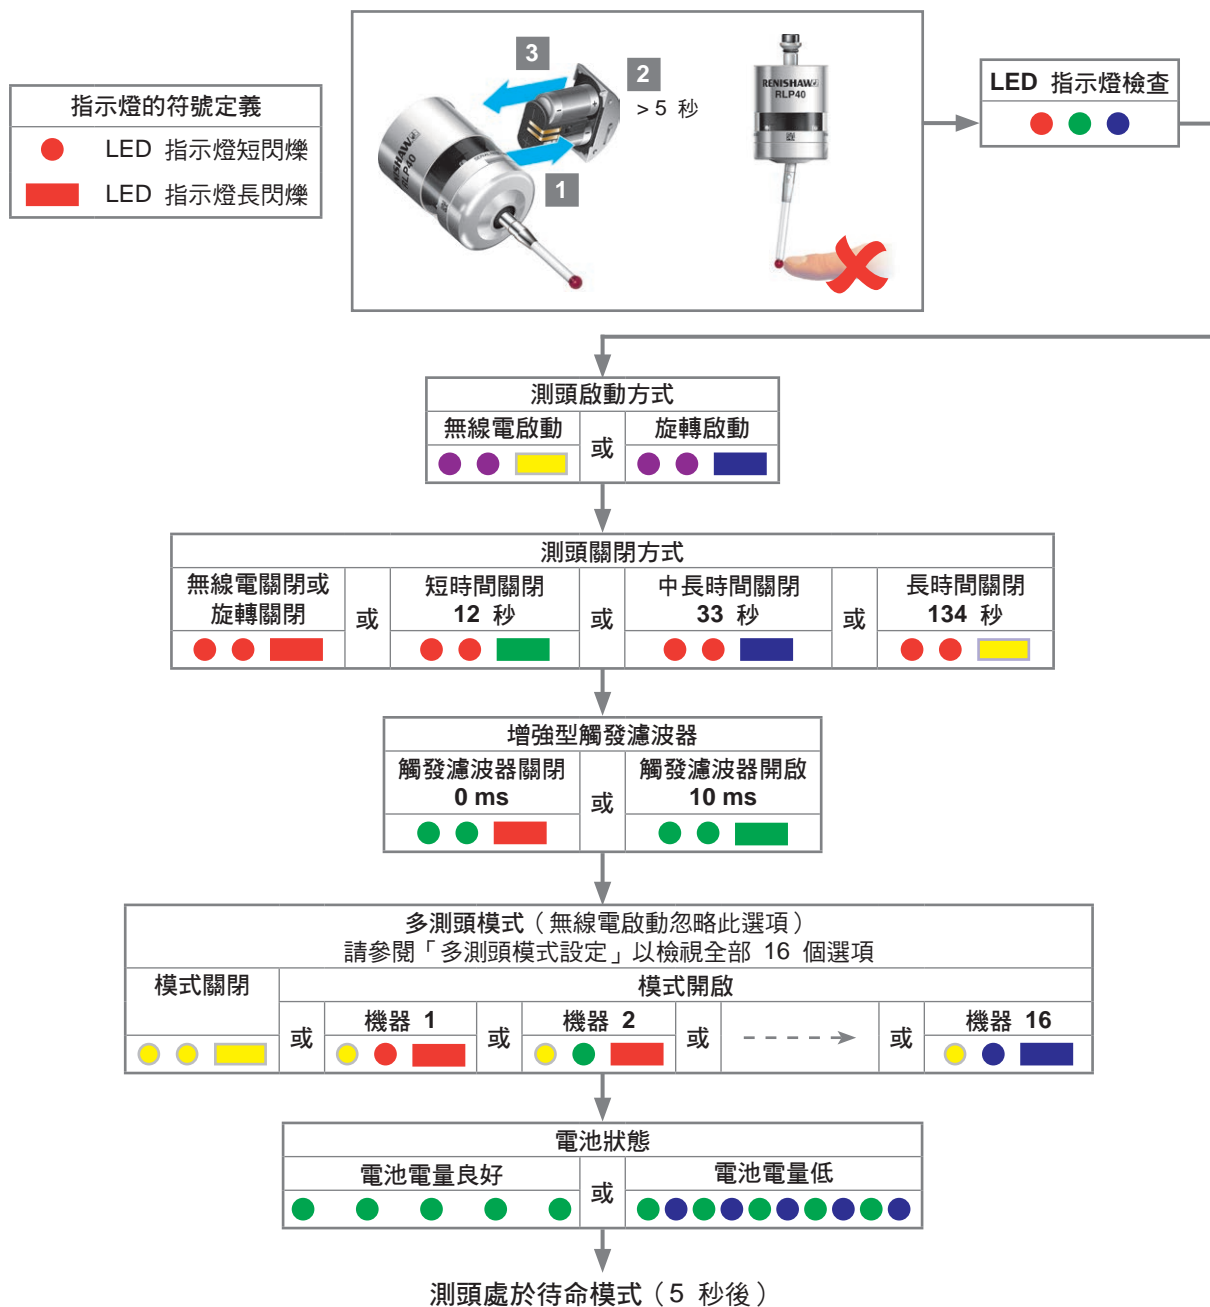 指示燈的符號定義
LED 指示燈短閃爍
LED 指示燈長閃爍
3
2
> 5 秒
1
RENISHAW
RLP40
RENISHAW
RLP40
LED 指示燈檢查
測頭啟動方式
無線電啟動
或
旋轉啟動
測頭關閉方式
無線電關閉或
旋轉關閉
或
短時間關閉
12 秒
或
中長時間關閉
33 秒
或
長時間關閉
134 秒
增強型觸發濾波器
觸發濾波器關閉
0 ms
或
觸發濾波器開啟
10 ms
多測頭模式（無線電啟動忽略此選項）
請參閱「多測頭模式設定」以檢視全部 16 個選項
模式關閉
模式開啟
或
機器 1
或
機器 2
或
或
機器 16
電池狀態
電池電量良好
或
電池電量低
測頭處於待命模式（5 秒後）